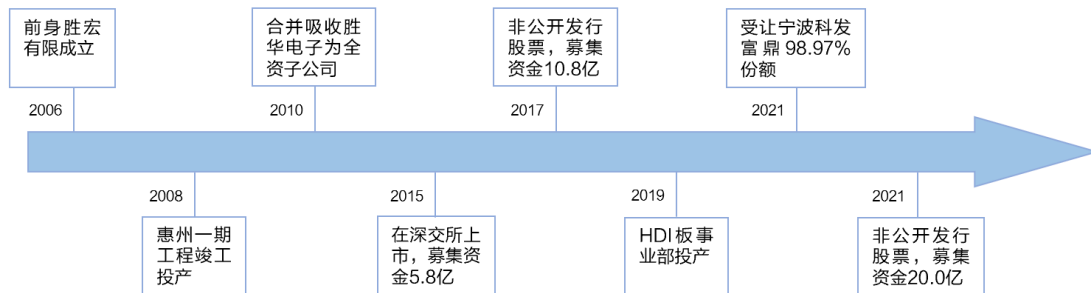 前身胜宏
有限成立
合并吸收胜
华电子为全
资子公司
非公开发行
股票，募集
资金10.8亿
受让宁波科发
富鼎98.97%
份额
2006
2010
2017
2021
2008
2015
2019
2021
惠州一期
工程竣工
投产
在深交所上
市，募集资
金5.8亿
HDI板事
业部投产
非公开发行
股票，募集
资金20.0亿